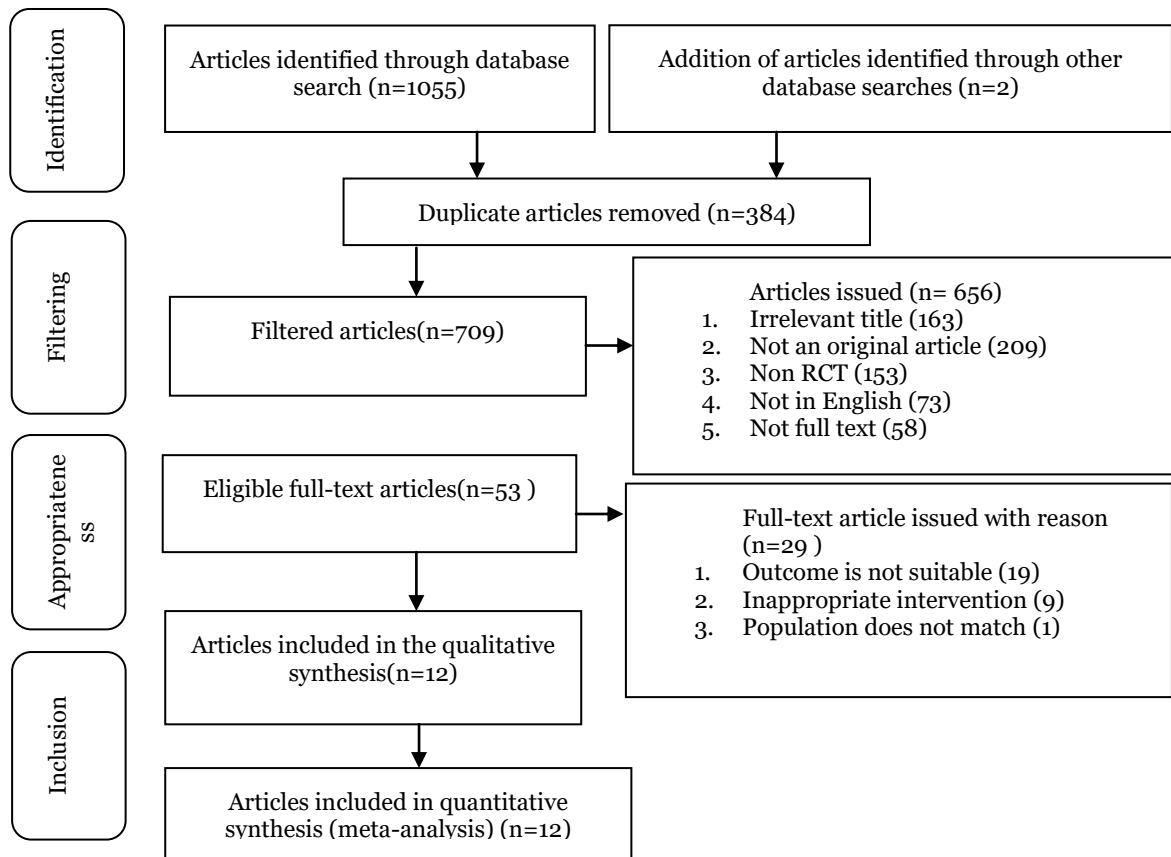 Identification
Articles identified through database
search (n=1055)
Addition of articles identified through other
database searches (n=2)
Duplicate articles removed (n=384)
Filtering
Filtered articles(n=709)
Articles issued (n= 656)
1. Irrelevant title (163)
2. Not an original article (209)
3. Non RCT (153)
4. Not in English (73)
5. Not full text (58)
Appropriatene
ss
Eligible full-text articles(n=53 )
Full-text article issued with reason
(n=29 )
1. Outcome is not suitable (19)
2. Inappropriate intervention (9)
3. Population does not match (1)
Articles included in the qualitative
synthesis(n=12)
Inclusion
Articles included in quantitative
synthesis (meta-analysis) (n=12)